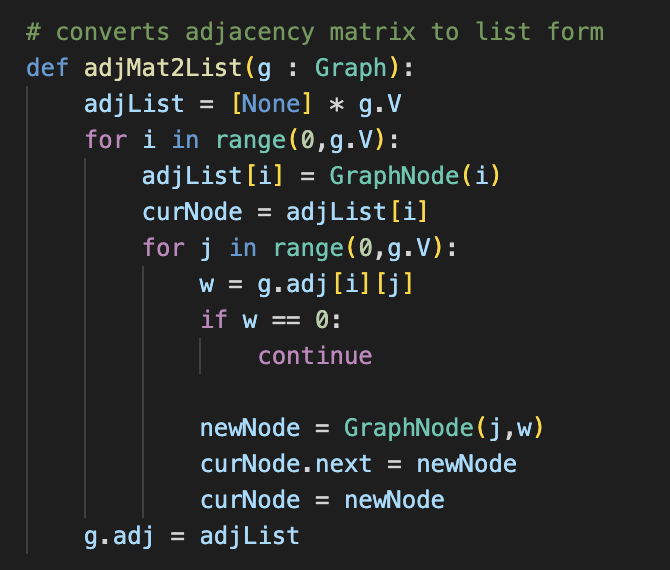 # converts adjacency matrix to list form
def adjMat2List(g : Graph):
    adjList = [None] * g.V
    for i in range(0,g.V):
        adjList[i] = GraphNode(i)
        curNode = adjList[i]
        for j in range(0,g.V):
            w = g.adj[i][j]
            if w == 0:
                continue

            newNode = GraphNode(j,w)
            curNode.next = newNode
            curNode = newNode
    g.adj = adjList